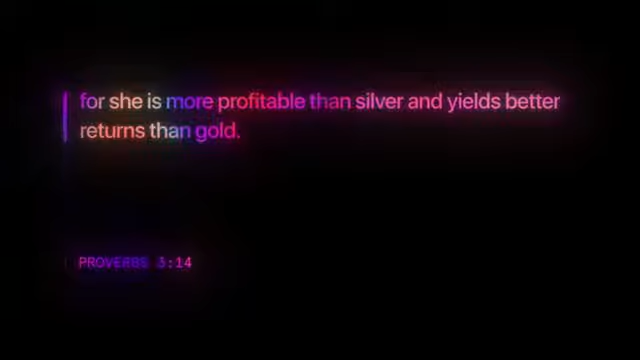 for she is more profitable than silver and yields better
returns than gold.
PROVERBS 3:14